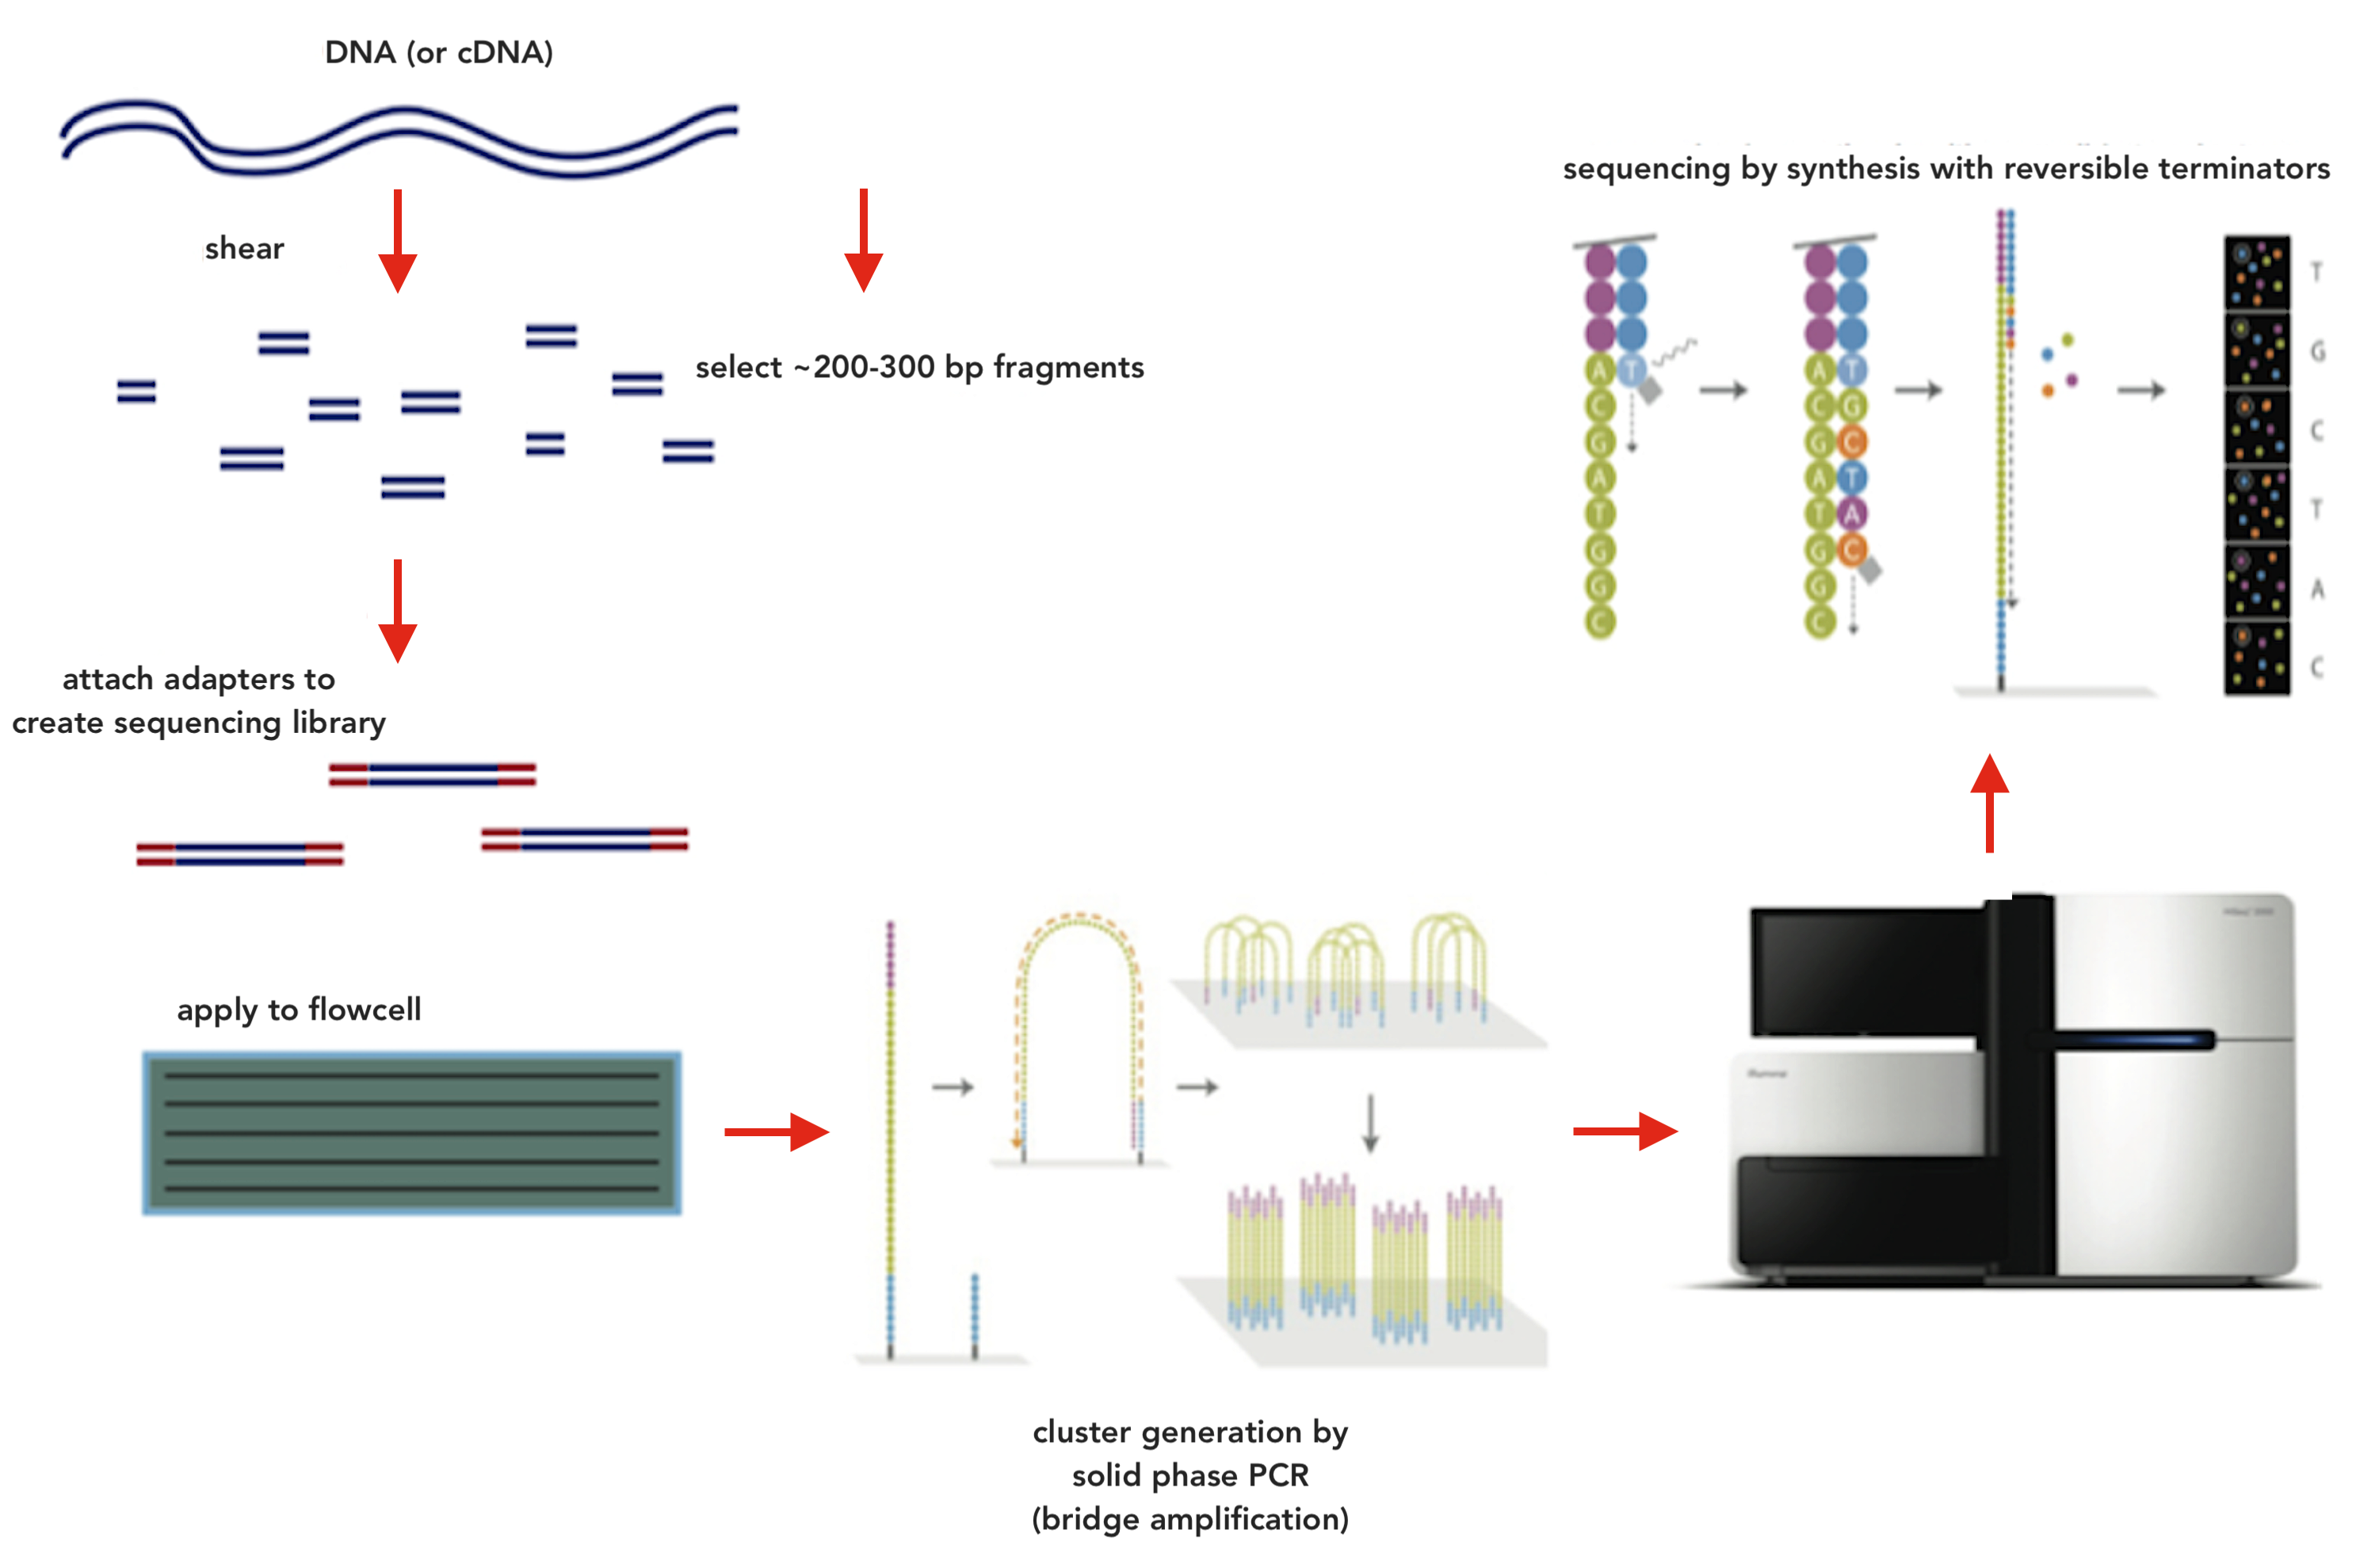 DNA (or cDNA)
shear
select ~200-300 bp fragments
attach adapters to
create sequencing library
apply to flowcell
cluster generation by
solid phase PCR
(bridge amplification)
sequencing by synthesis with reversible terminators
A T
C
G
A
T
G
G
C
A T
C G
G C
A T
T A
G C
G
C
T
G
C
T
A
C